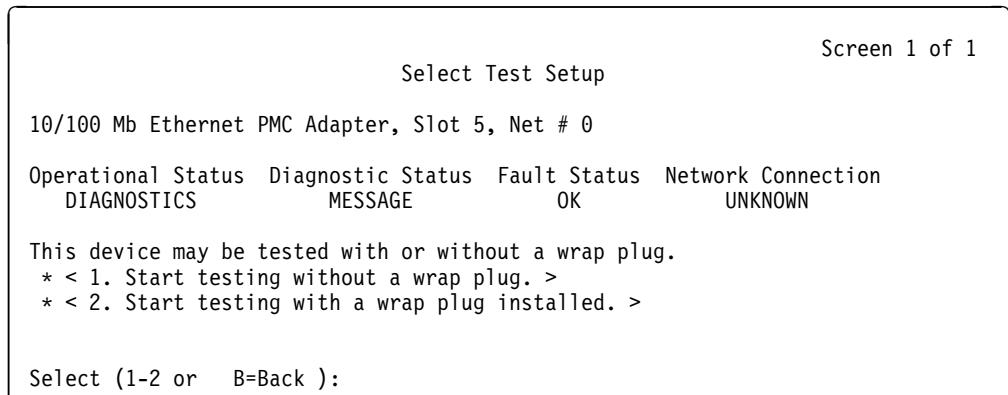 Screen 1 of 1
Select Test Setup
10/100 Mb Ethernet PMC Adapter, Slot 5, Net # 0
Operational Status  Diagnostic Status  Fault Status  Network Connection
DIAGNOSTICS  MESSAGE  OK  UNKNOWN
This device may be tested with or without a wrap plug.
* < 1. Start testing without a wrap plug. >
* < 2. Start testing with a wrap plug installed. >
Select (1-2 or   B=Back ):